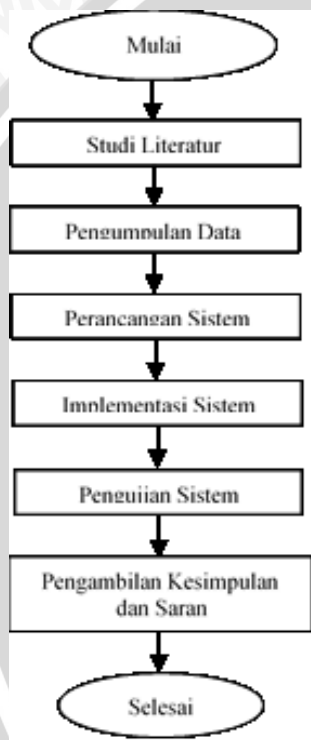 Mulai
Studi Literatur
Pengumpulan Data
Perancangan Sistem
Implementasi Sistem
Pengujian Sistem
Pengambilan Kesimpulan
dan Saran
Selesai